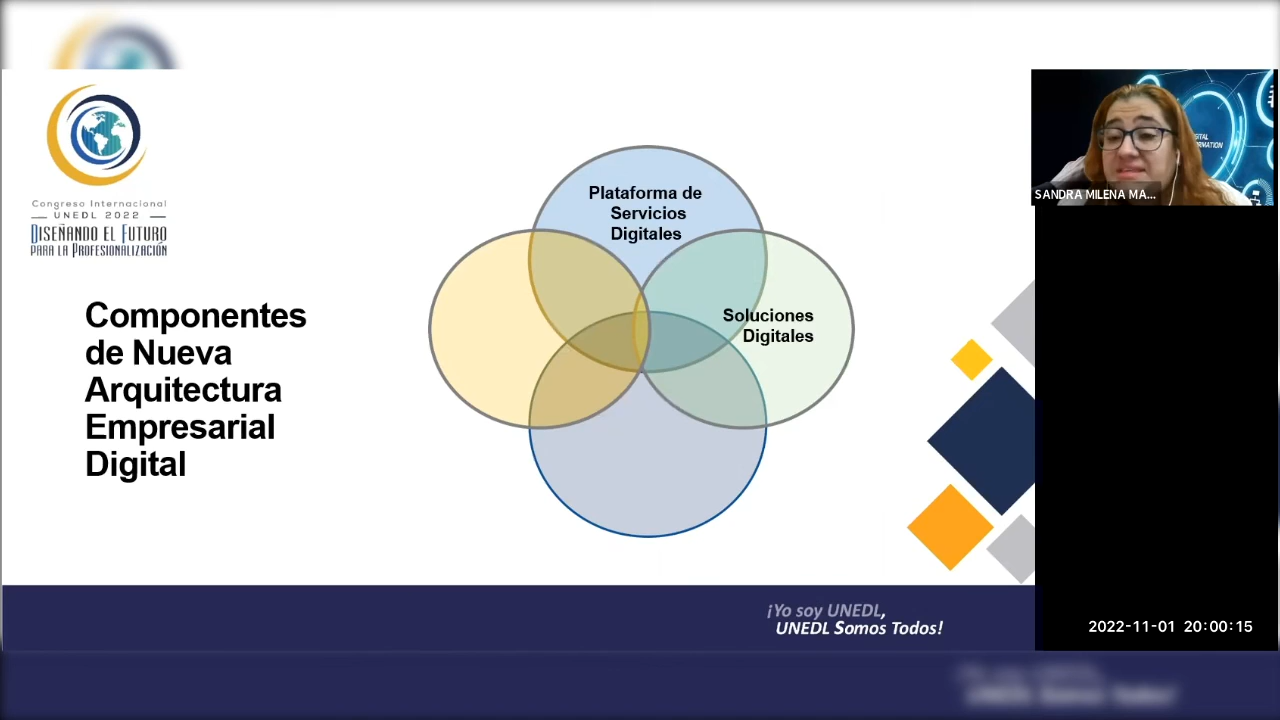 Congreso Internacional
UNEDL 2022
DISEÑANDO EL FUTURO
PARA LA PROFESIONALIZACIÓN
Componentes
de Nueva
Arquitectura
Empresarial
Digital
Plataforma de
Servicios
Digitales
Soluciones
Digitales
SANDRA MILENA MA...
¡Yo soy UNEDL,
UNEDL Somos Todos!
2022-11-01 20:00:15